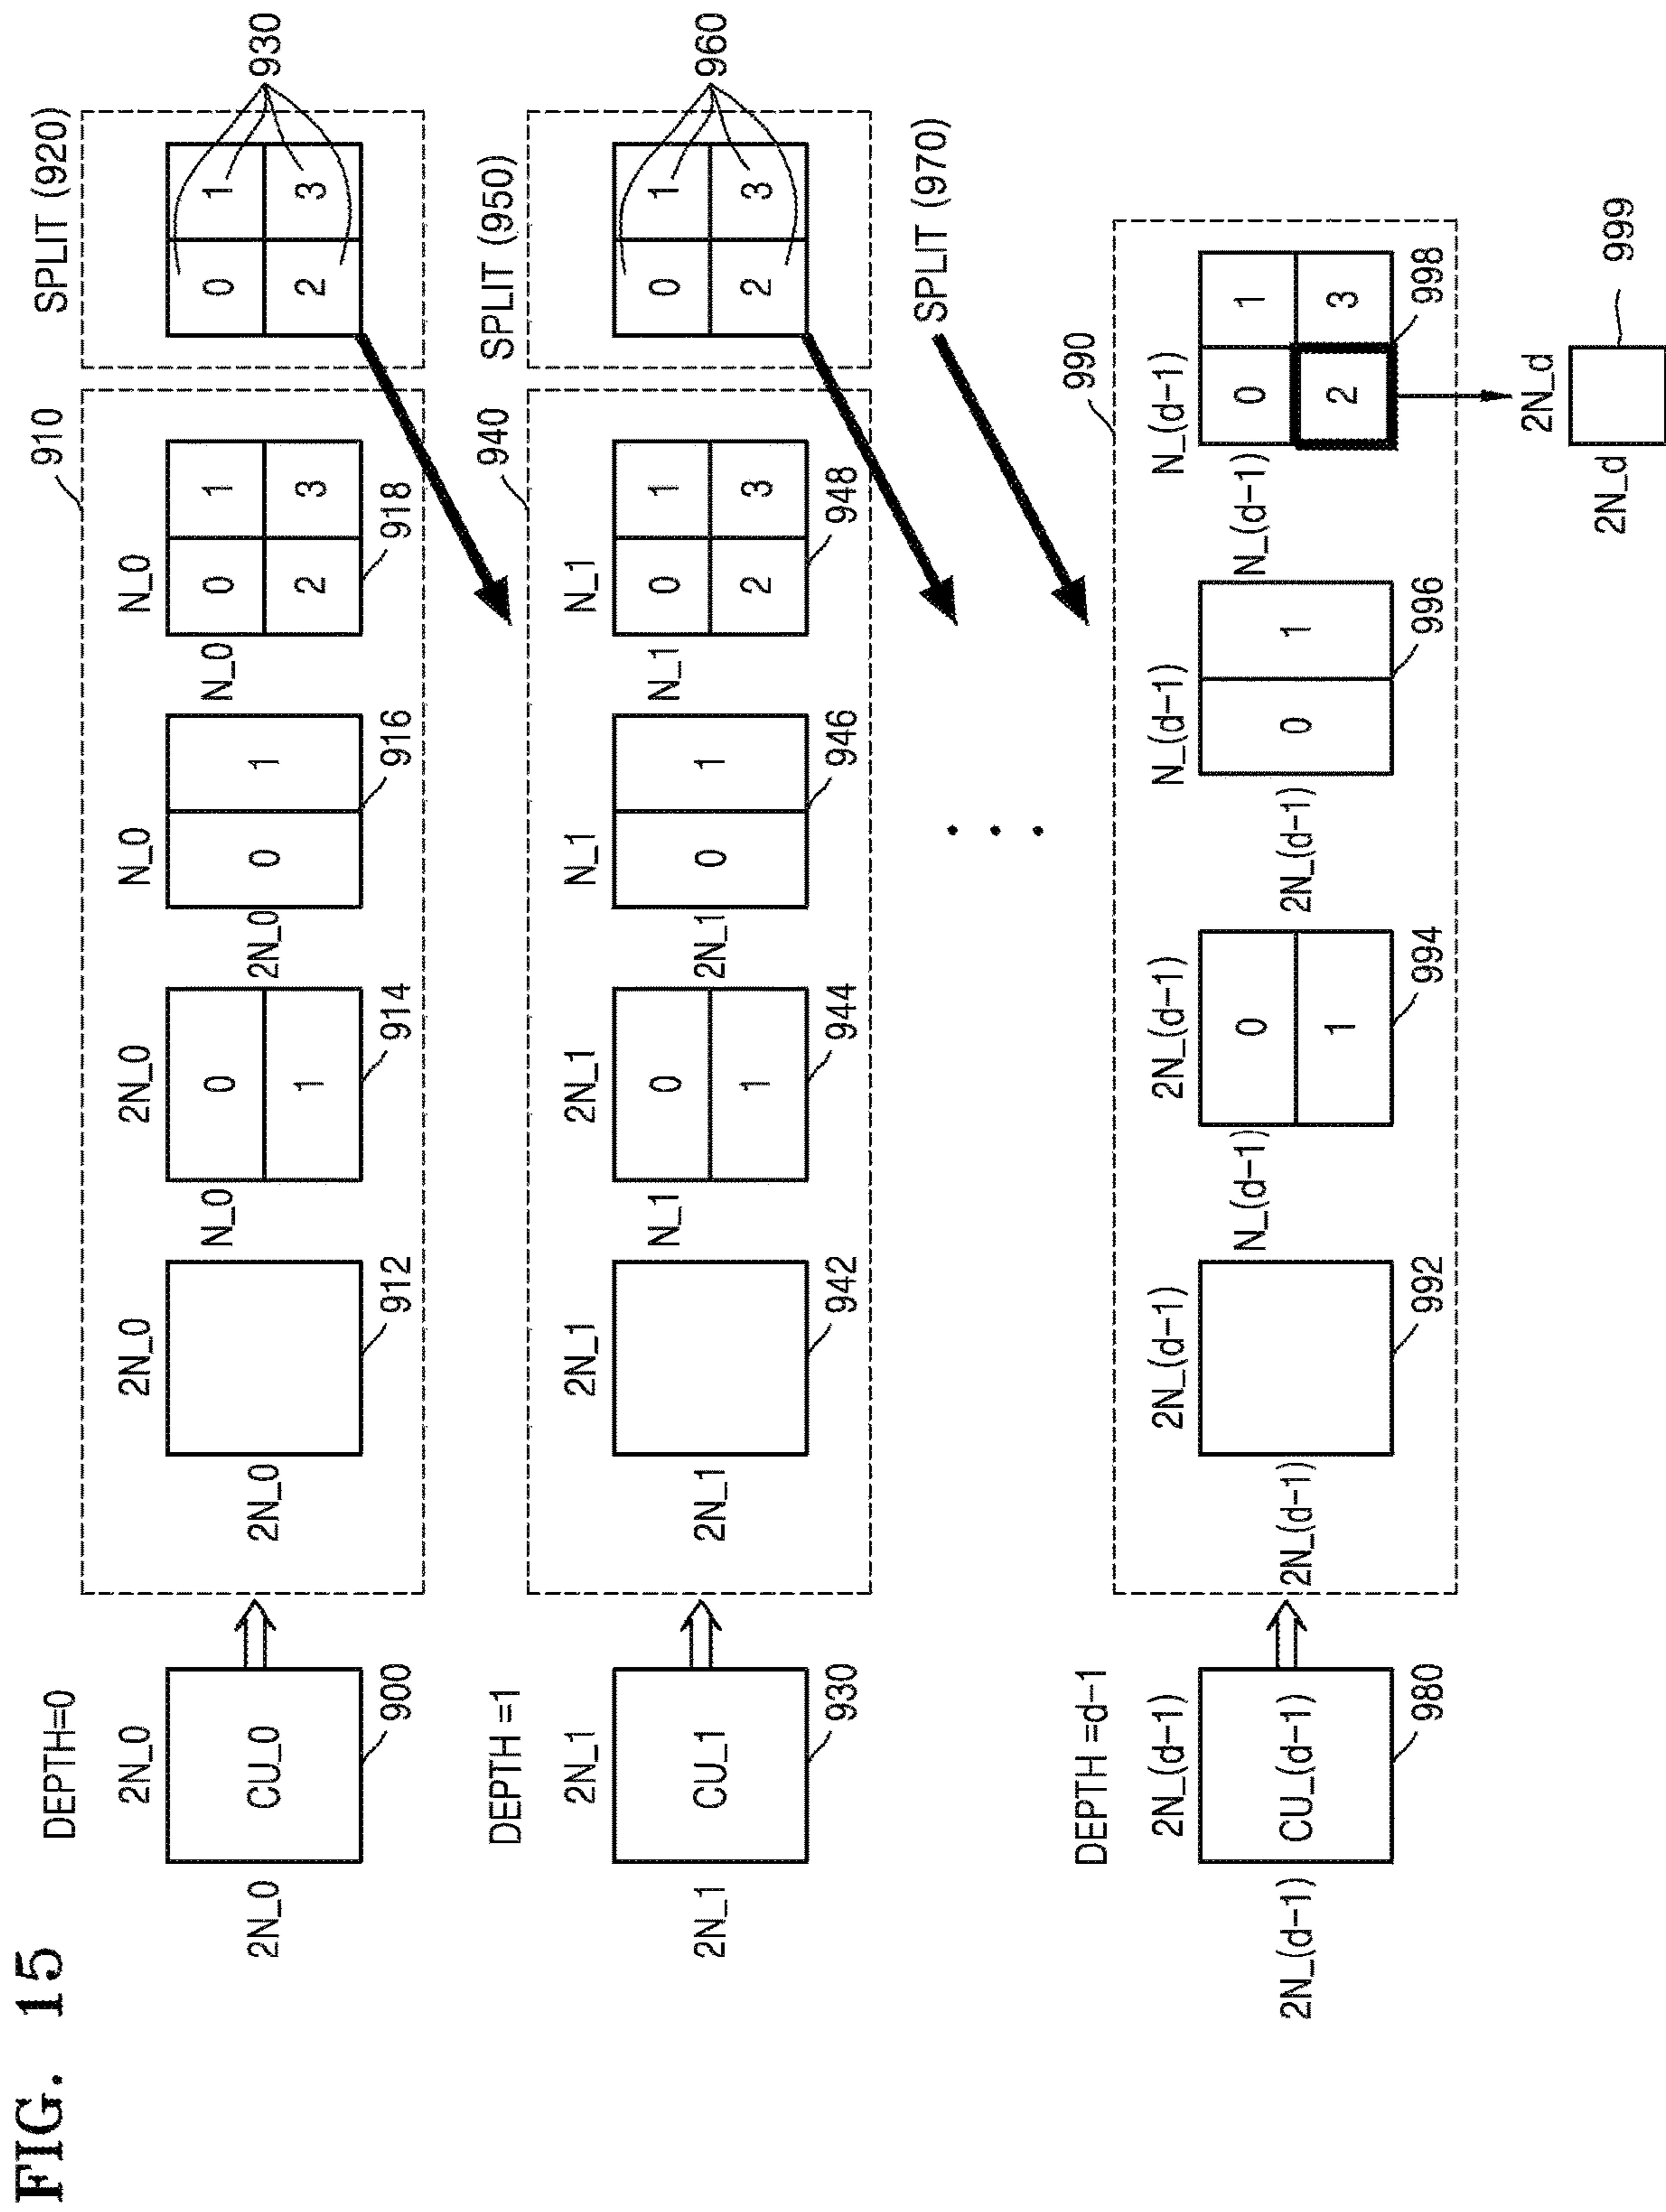 FIG. 15
DEPTH=0
2N_0
2N_0
CU_0
900
910
2N_0
2N_0
912
2N_0
N_0
0
1
914
N_0
2N_0
0
1
916
N_0
N_0
0
1
2
3
918
SPLIT (920)
0
1
2
3
930
DEPTH =1
2N_1
2N_1
CU_1
930
940
2N_1
2N_1
942
2N_1
N_1
0
1
944
N_1
2N_1
0
1
946
N_1
N_1
0
1
2
3
948
SPLIT (950)
0
1
2
3
960
SPLIT (970)
DEPTH =d-1
2N_(d-1)
2N_(d-1)
CU_(d-1)
980
990
2N_(d-1)
2N_(d-1)
992
2N_(d-1)
N_(d-1)
0
1
994
N_(d-1)
2N_(d-1)
0
1
996
N_(d-1)
N_(d-1)
0
1
2
3
998
2N_d
2N_d
999